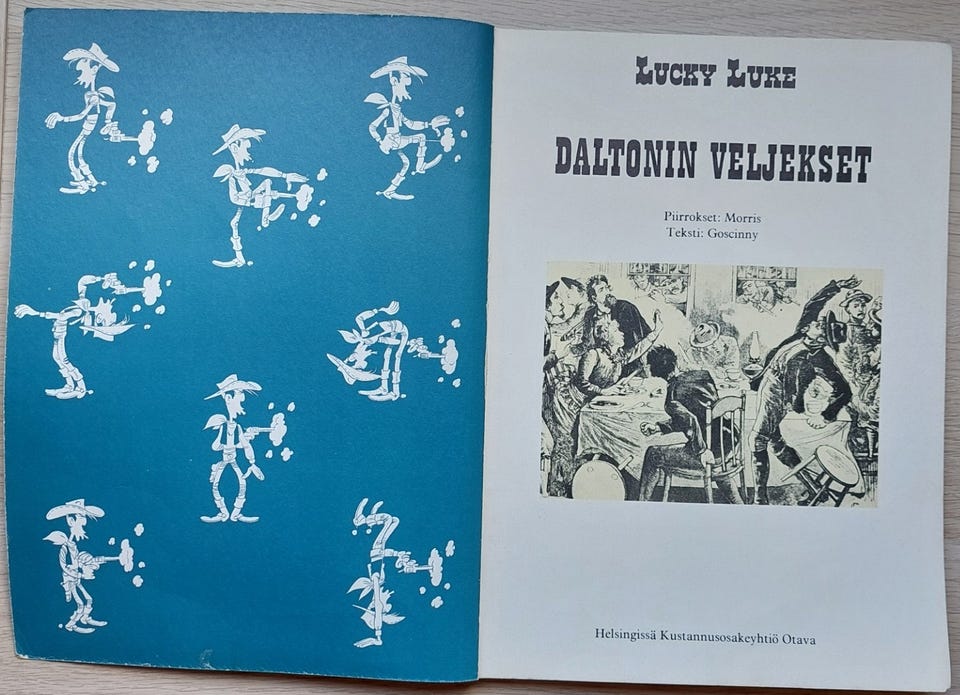 LUCKY LUKE
DALTONIN VELJEKSET
Piirrokset: Morris
Teksti: Goscinny
Helsingissä Kustannusosakeyhtiö Otava